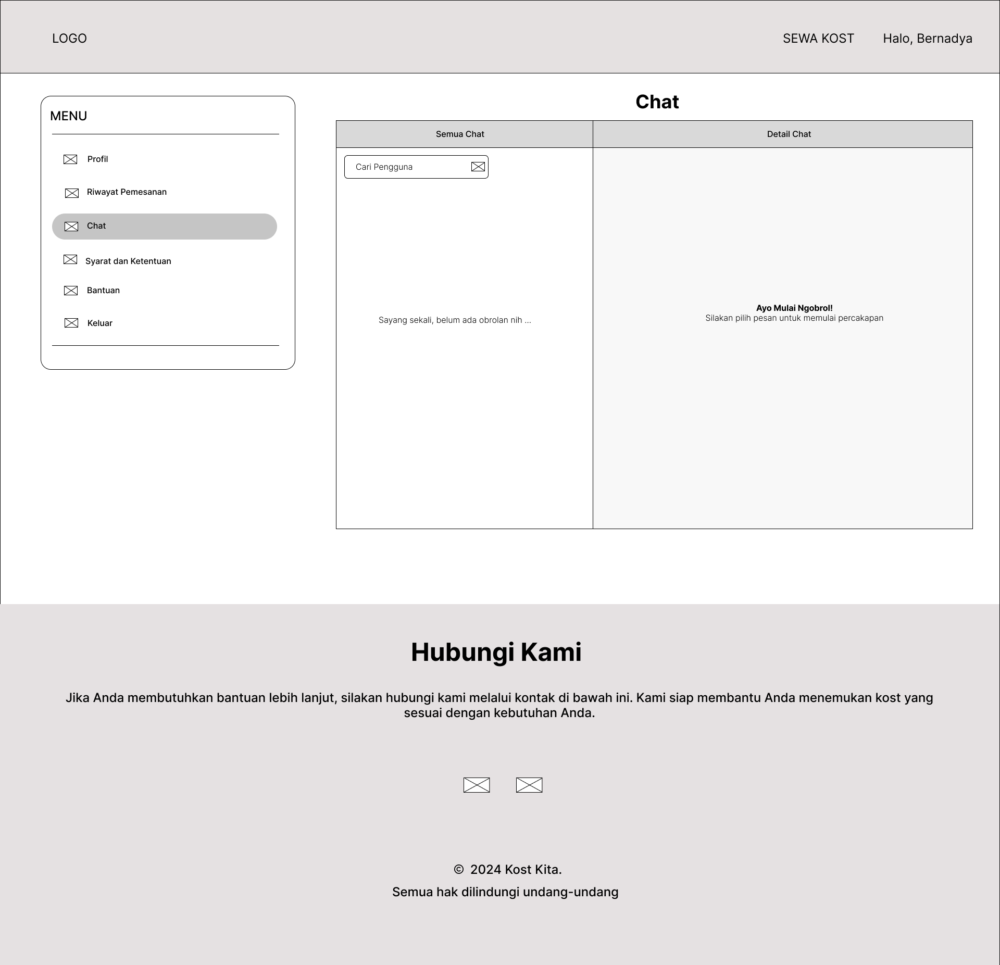 LOGO
SEWA KOST
Halo, Bernadya
MENU
Profil
Riwayat Pemesanan
Chat
Syarat dan Ketentuan
Bantuan
Keluar
Chat
Semua Chat
Detail Chat
Cari Pengguna
Sayang sekali, belum ada obrolan nih ...
Ayo Mulai Ngobrol!
Silakan pilih pesan untuk memulai percakapan
Hubungi Kami
Jika Anda membutuhkan bantuan lebih lanjut, silakan hubungi kami melalui kontak di bawah ini. Kami siap membantu Anda menemukan kost yang
sesuai dengan kebutuhan Anda.
© 2024 Kost Kita.
Semua hak dilindungi undang-undang